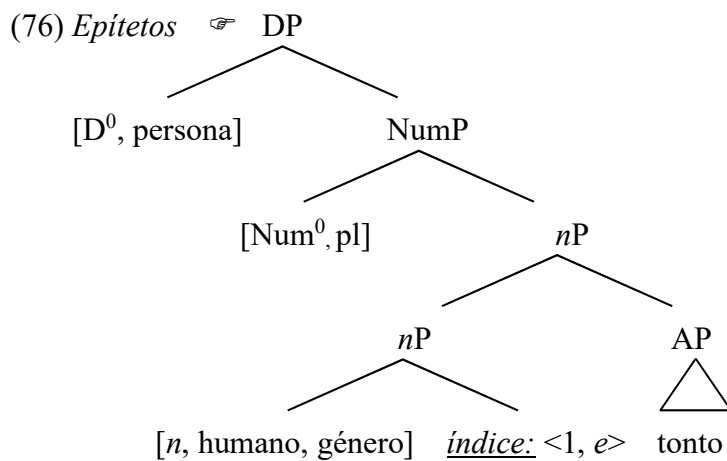 (76) Epítetos ☞ DP
[D⁰, persona] NumP
[Num⁰, pl] nP
nP AP
[n, humano, género] índice: <1, e> tonto